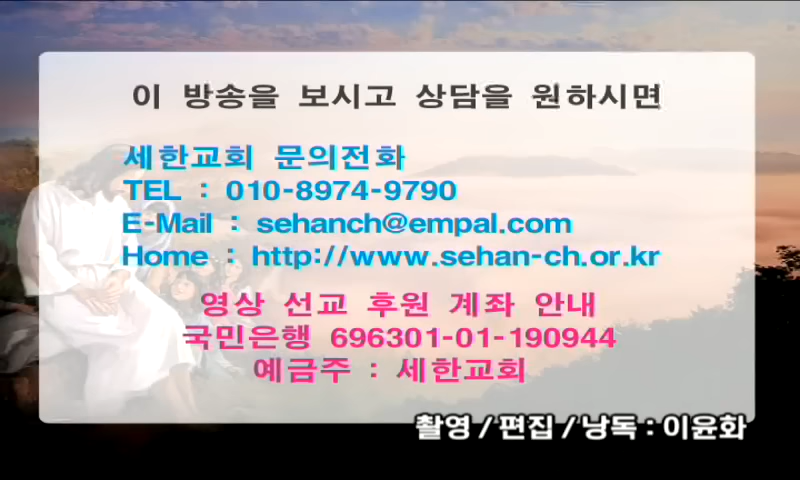 이 방송을 보시고 상담을 원하시면
세한교회 문의전화
TEL : 010-8974-9790
E-Mail : sehanch@empal.com
Home : http://www.sehan-ch.or.kr
영상 선교 후원 계좌 안내
국민은행 696301-01-190944
예금주 : 세한교회
촬영/편집/낭독:이윤화